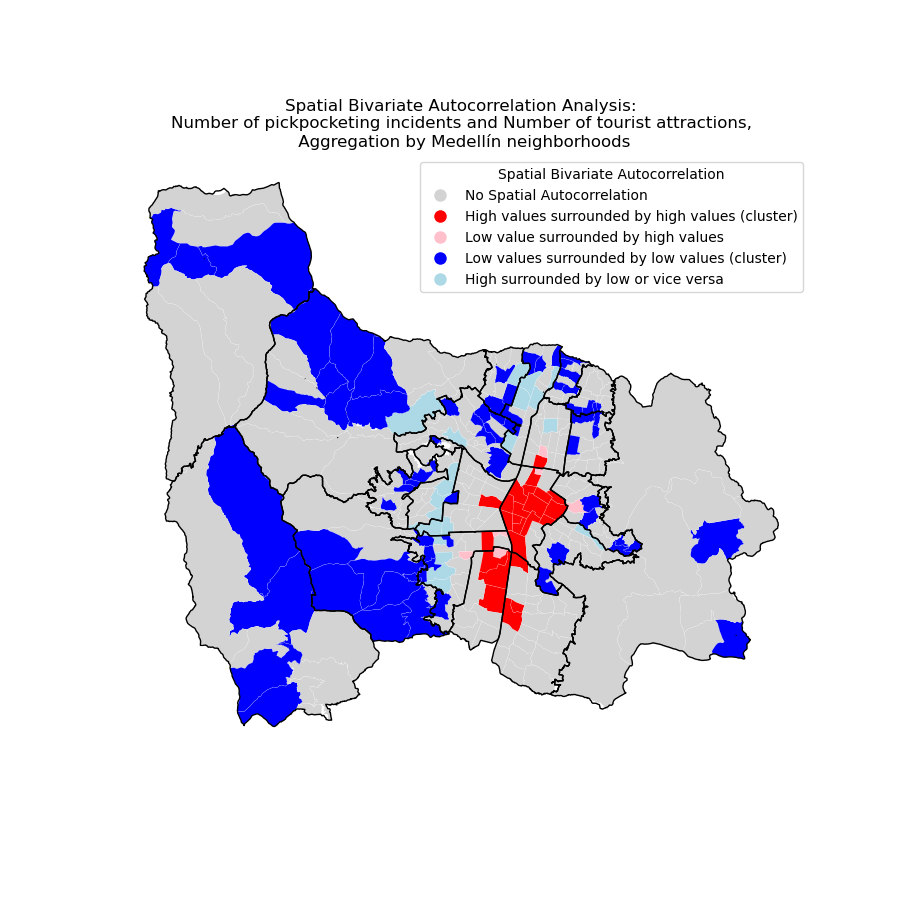 Spatial Bivariate Autocorrelation Analysis:
Number of pickpocketing incidents and Number of tourist attractions,
Aggregation by Medellín neighborhoods
Spatial Bivariate Autocorrelation
No Spatial Autocorrelation
High values surrounded by high values (cluster)
Low value surrounded by high values
Low values surrounded by low values (cluster)
High surrounded by low or vice versa